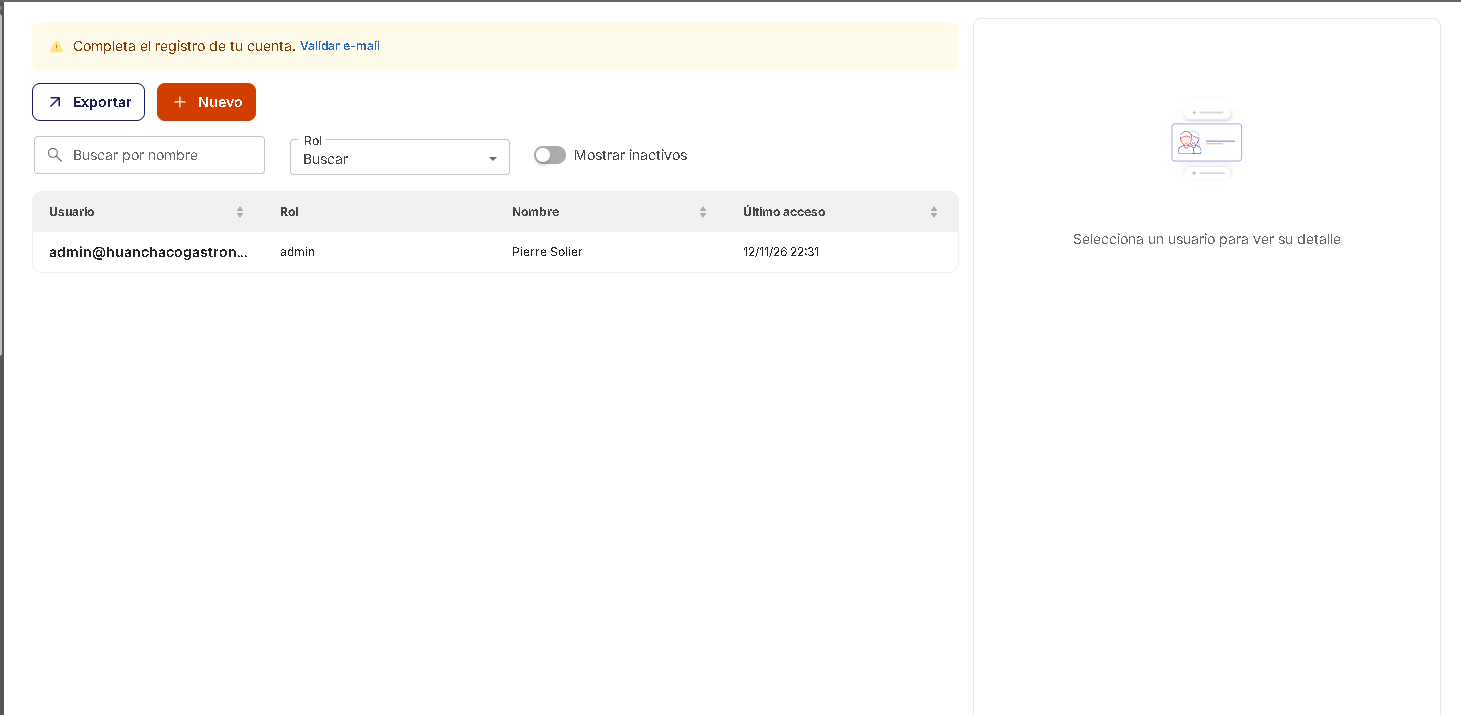 Completa el registro de tu cuenta. Validar e-mail
Exportar
Nuevo
Buscar por nombre
Rol
Buscar
Mostrar inactivos
Usuario Rol Nombre Último acceso
admin@huanchacogastron... admin Pierre Solier 12/11/26 22:31
Selecciona un usuario para ver su detalle